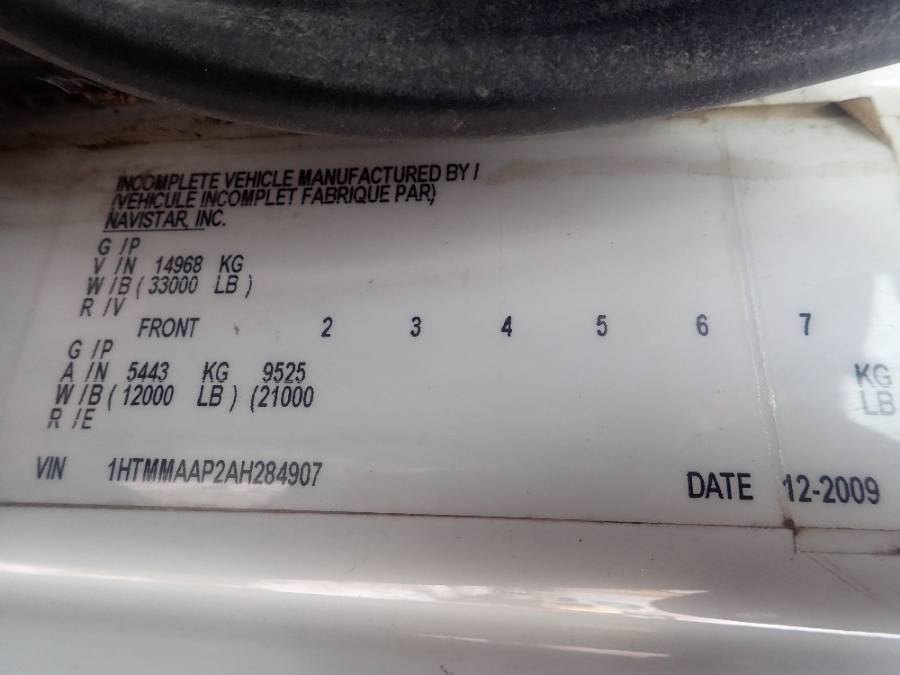 INCOMPLETE VEHICLE MANUFACTURED BY /
(VEHICULE INCOMPLET FABRIQUE PAR)
NAVISTAR, INC.
G /P
V /N 14968 KG
W /B ( 33000 LB )
R /V
FRONT 2 3 4 5 6 7
G /P
A /N 5443 KG 9525 KG
W /B ( 12000 LB ) (21000 LB
R /E
VIN 1HTMMAAP2AH284907 DATE 12-2009